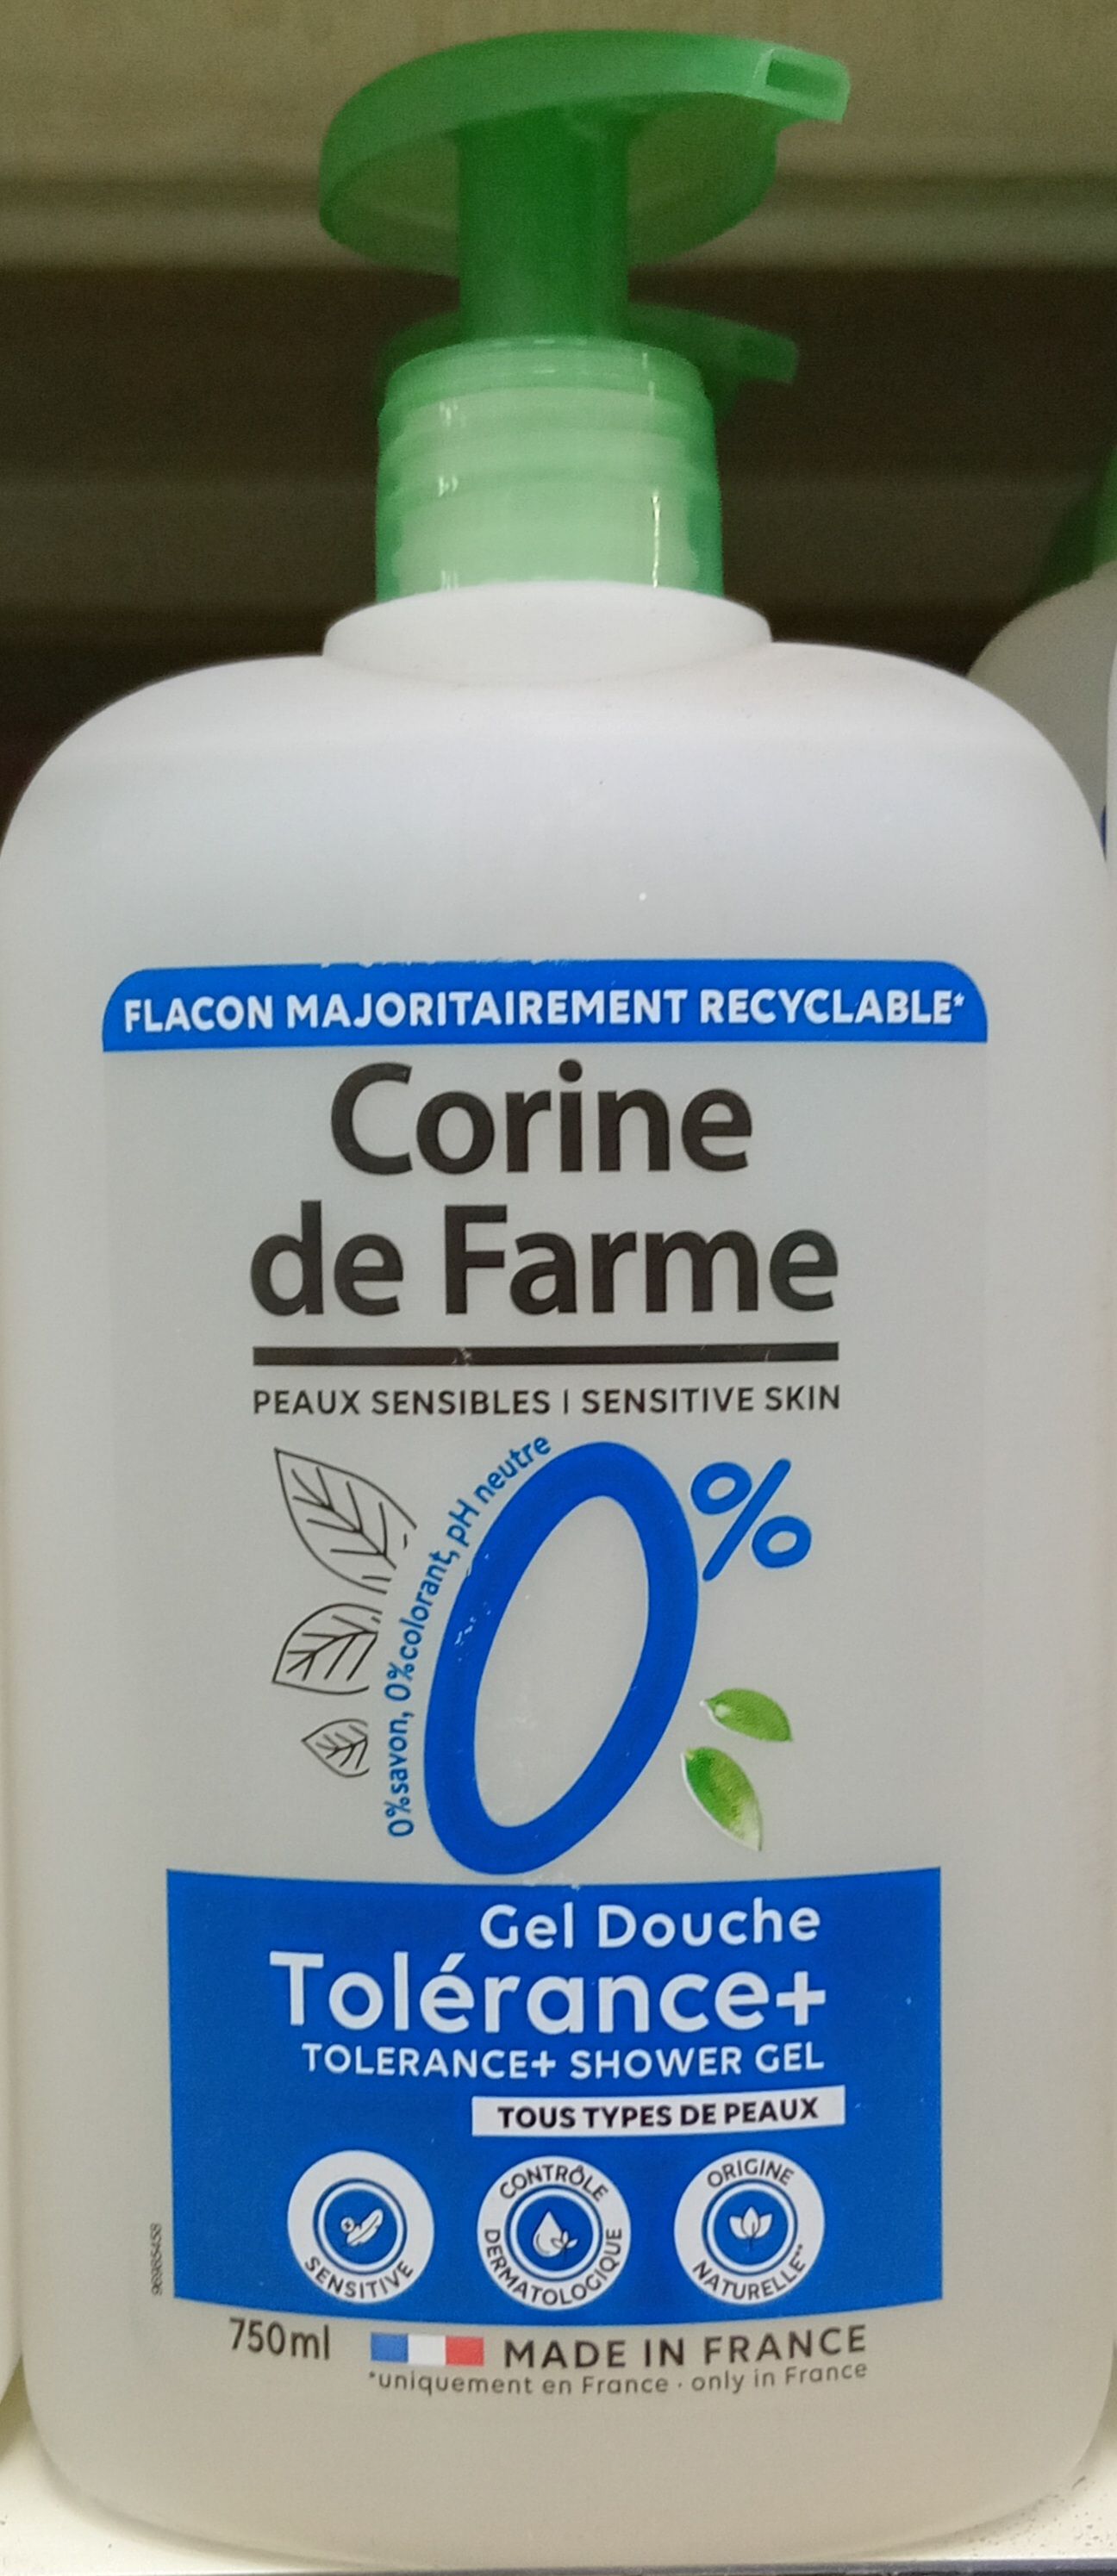 FLACON MAJORITAIREMENT RECYCLABLE*
Corine
de Farme
PEAUX SENSIBLES | SENSITIVE SKIN
0%savon, 0%colorant, pH neutre
0%
Gel Douche
Tolérance+
TOLERANCE+ SHOWER GEL
TOUS TYPES DE PEAUX
SENSITIVE
CONTRÔLE DERMATOLOGIQUE
ORIGINE NATURELLE**
750ml
MADE IN FRANCE
*uniquement en France · only in France